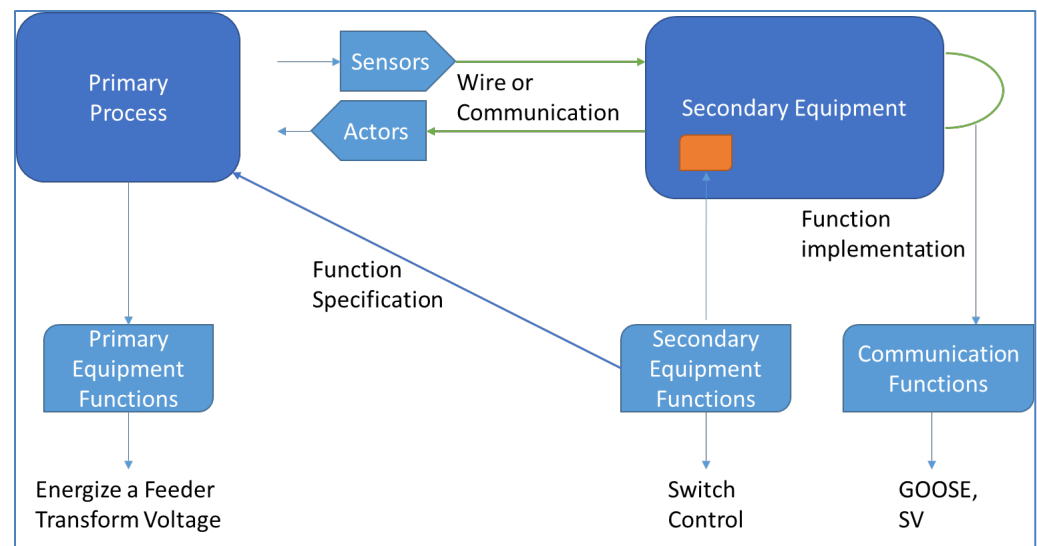 Primary
Process
Sensors
Wire or
Communication
Actors
Secondary Equipment
Function
implementation
Function
Specification
Primary
Equipment
Functions
Secondary
Equipment
Functions
Communication
Functions
Energize a Feeder
Transform Voltage
Switch
Control
GOOSE,
SV